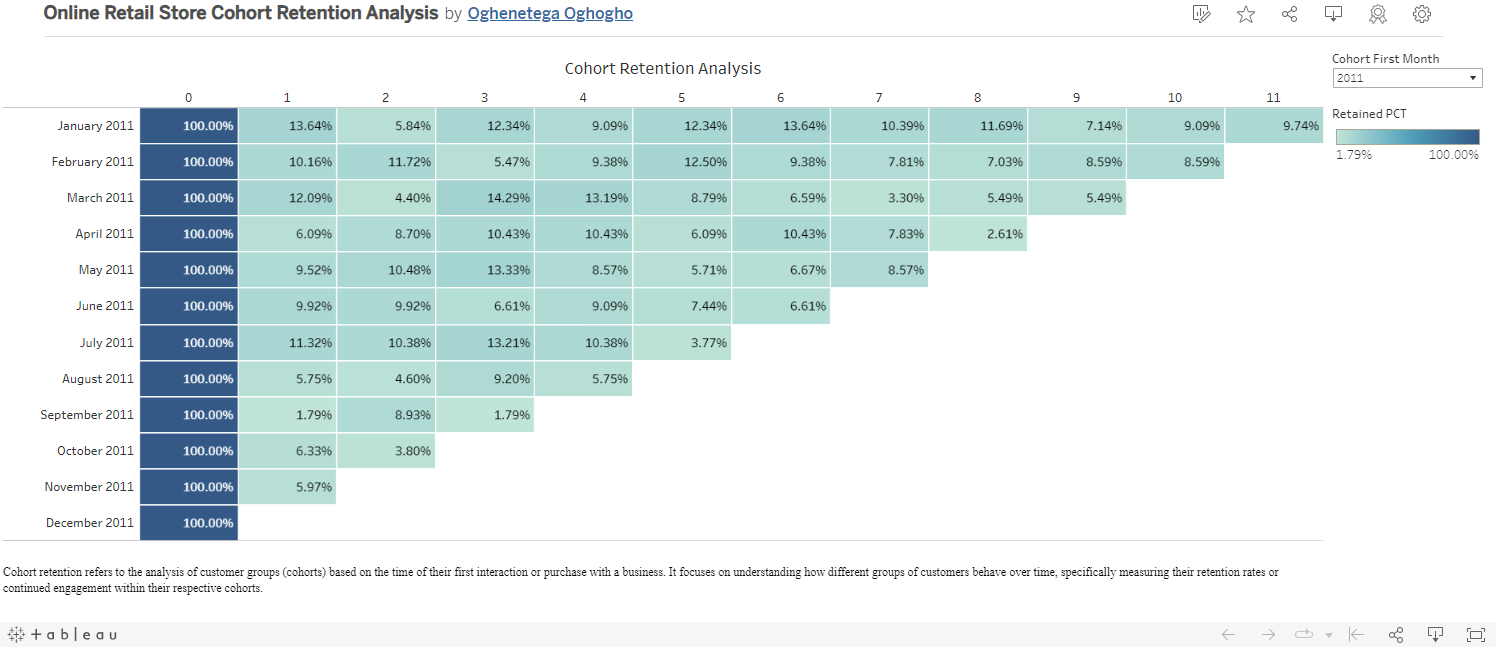 Online Retail Store Cohort Retention Analysis by Oghenetega Oghogho
Cohort Retention Analysis
Cohort First Month
2011
Retained PCT
1.79% 100.00%
0 1 2 3 4 5 6 7 8 9 10 11
January 2011 100.00% 13.64% 5.84% 12.34% 9.09% 12.34% 13.64% 10.39% 11.69% 7.14% 9.09% 9.74%
February 2011 100.00% 10.16% 11.72% 5.47% 9.38% 12.50% 9.38% 7.81% 7.03% 8.59% 8.59%
March 2011 100.00% 12.09% 4.40% 14.29% 13.19% 8.79% 6.59% 3.30% 5.49% 5.49%
April 2011 100.00% 6.09% 8.70% 10.43% 10.43% 6.09% 10.43% 7.83% 2.61%
May 2011 100.00% 9.52% 10.48% 13.33% 8.57% 5.71% 6.67% 8.57%
June 2011 100.00% 9.92% 9.92% 6.61% 9.09% 7.44% 6.61%
July 2011 100.00% 11.32% 10.38% 13.21% 10.38% 3.77%
August 2011 100.00% 5.75% 4.60% 9.20% 5.75%
September 2011 100.00% 1.79% 8.93% 1.79%
October 2011 100.00% 6.33% 3.80%
November 2011 100.00% 5.97%
December 2011 100.00%
Cohort retention refers to the analysis of customer groups (cohorts) based on the time of their first interaction or purchase with a business. It focuses on understanding how different groups of customers behave over time, specifically measuring their retention rates or
continued engagement within their respective cohorts.
+ableau